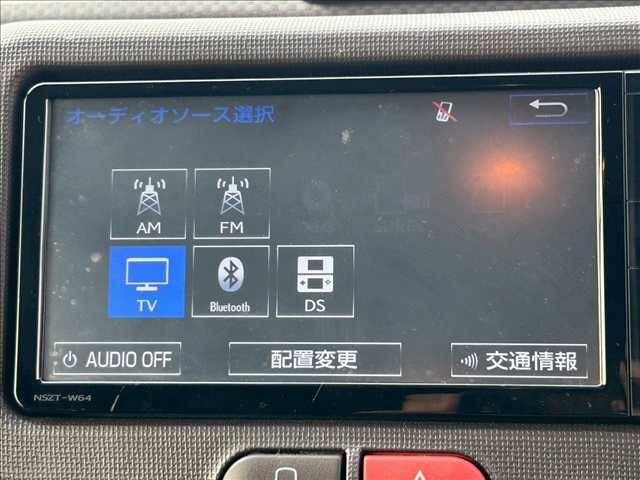 オーディオソース選択
AM
FM
TV
Bluetooth
DS
AUDIO OFF
配置変更
交通情報
NSZT-W64